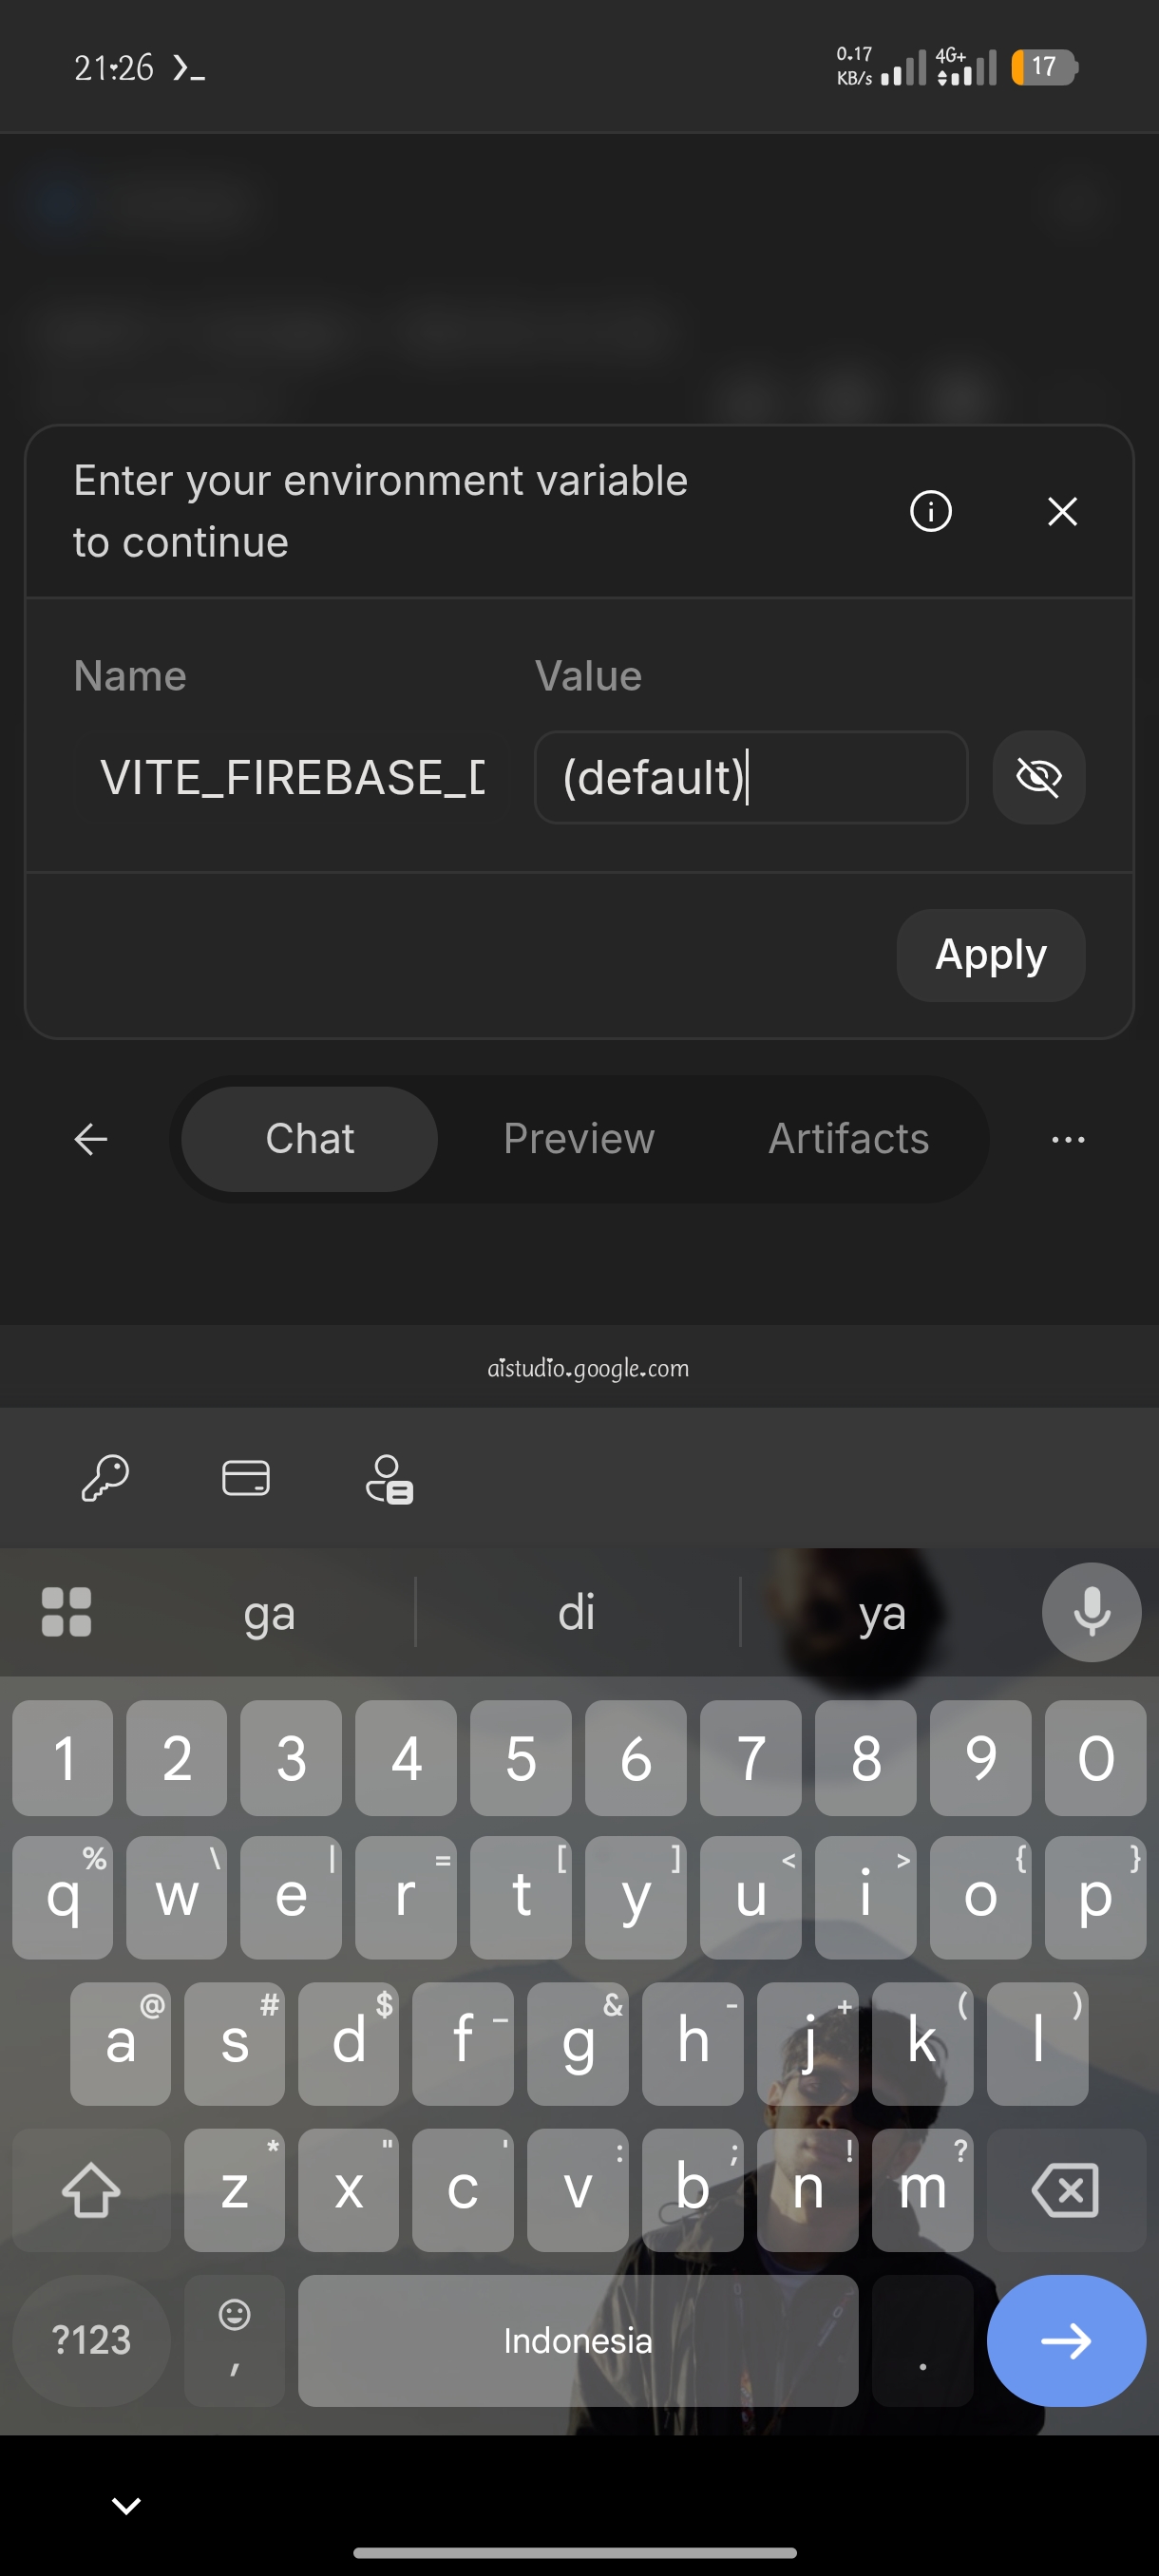 21:26
0.17
KB/s
4G+
17
Enter your environment variable
to continue
Name
Value
VITE_FIREBASE_D
(default)
Apply
Chat
Preview
Artifacts
aistudio.google.com
ga
di
ya
1 2 3 4 5 6 7 8 9 0
% \ | = [ ] < > { }
q w e r t y u i o p
@ # $ _ & - + ( )
a s d f g h j k l
* " ' : ; ! ?
z x c v b n m
?123
,
Indonesia
.